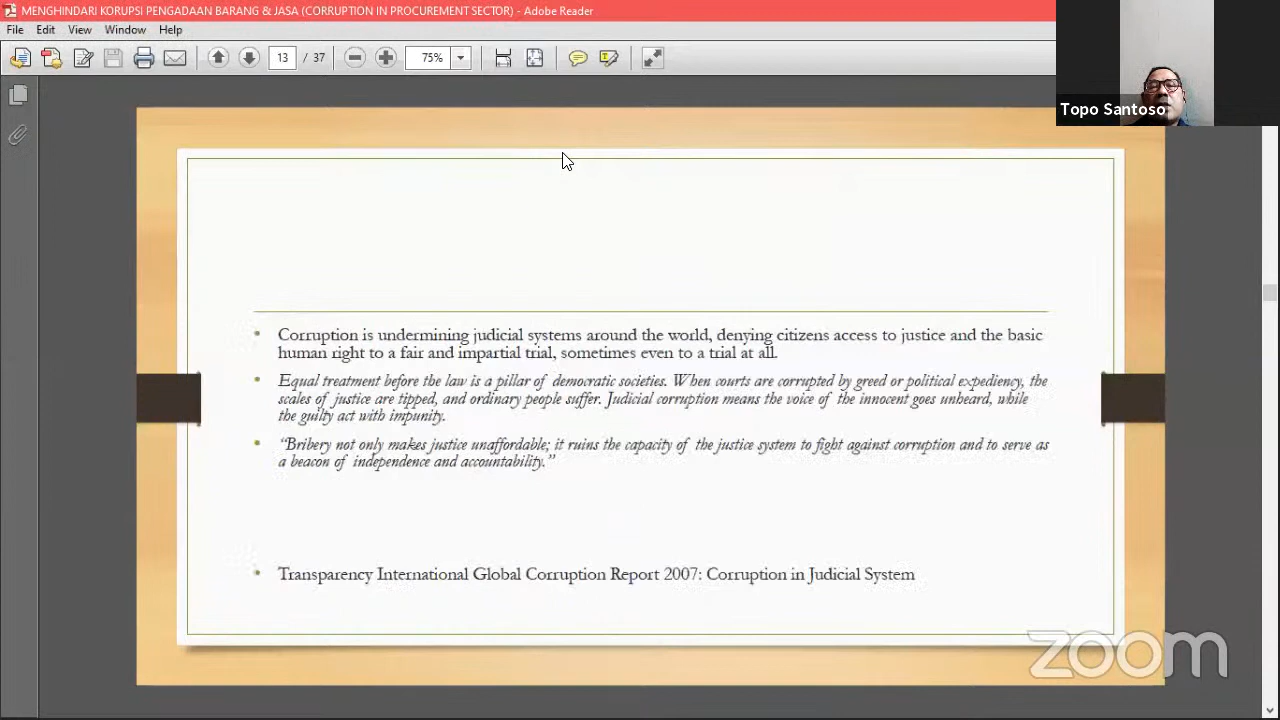 MENGHINDARI KORUPSI PENGADAAN BARANG & JASA (CORRUPTION IN PROCUREMENT SECTOR) - Adobe Reader
File Edit View Window Help
13 / 37 75%
Topo Santoso
• Corruption is undermining judicial systems around the world, denying citizens access to justice and the basic
human right to a fair and impartial trial, sometimes even to a trial at all.
• Equal treatment before the law is a pillar of democratic societies. When courts are corrupted by greed or political expediency, the
scales of justice are tipped, and ordinary people suffer. Judicial corruption means the voice of the innocent goes unheard, while
the guilty act with impunity.
• “Bribery not only makes justice unaffordable; it ruins the capacity of the justice system to fight against corruption and to serve as
a beacon of independence and accountability.”
• Transparency International Global Corruption Report 2007: Corruption in Judicial System
zoom